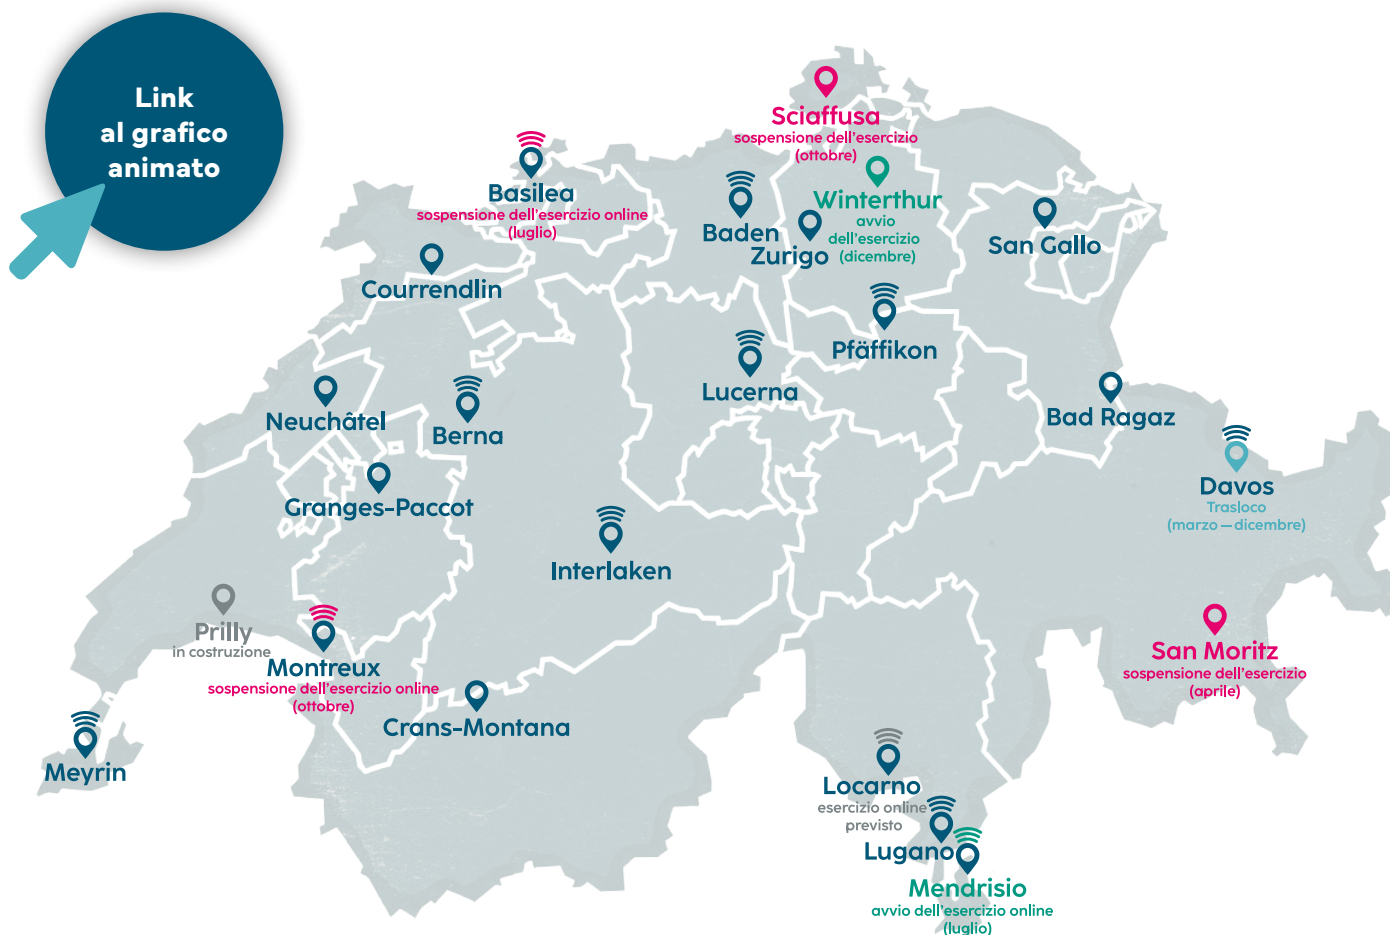 Link
al grafico
animato
Sciaffusa
sospensione dell'esercizio
(ottobre)
Basilea
sospensione dell'esercizio online
(luglio)
Baden
Winterthur
avvio
dell'esercizio
(dicembre)
Zurigo
San Gallo
Courrendlin
Pfäffikon
Lucerna
Neuchâtel
Berna
Bad Ragaz
Davos
Trasloco
(marzo – dicembre)
Granges-Paccot
Interlaken
Prilly
in costruzione
Montreux
sospensione dell'esercizio online
(ottobre)
San Moritz
sospensione dell'esercizio
(aprile)
Crans-Montana
Meyrin
Locarno
esercizio online
previsto
Lugano
Mendrisio
avvio dell'esercizio online
(luglio)